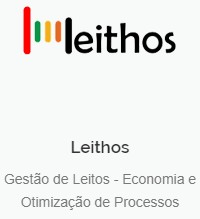 leithos
Leithos
Gestão de Leitos - Economia e
Otimização de Processos